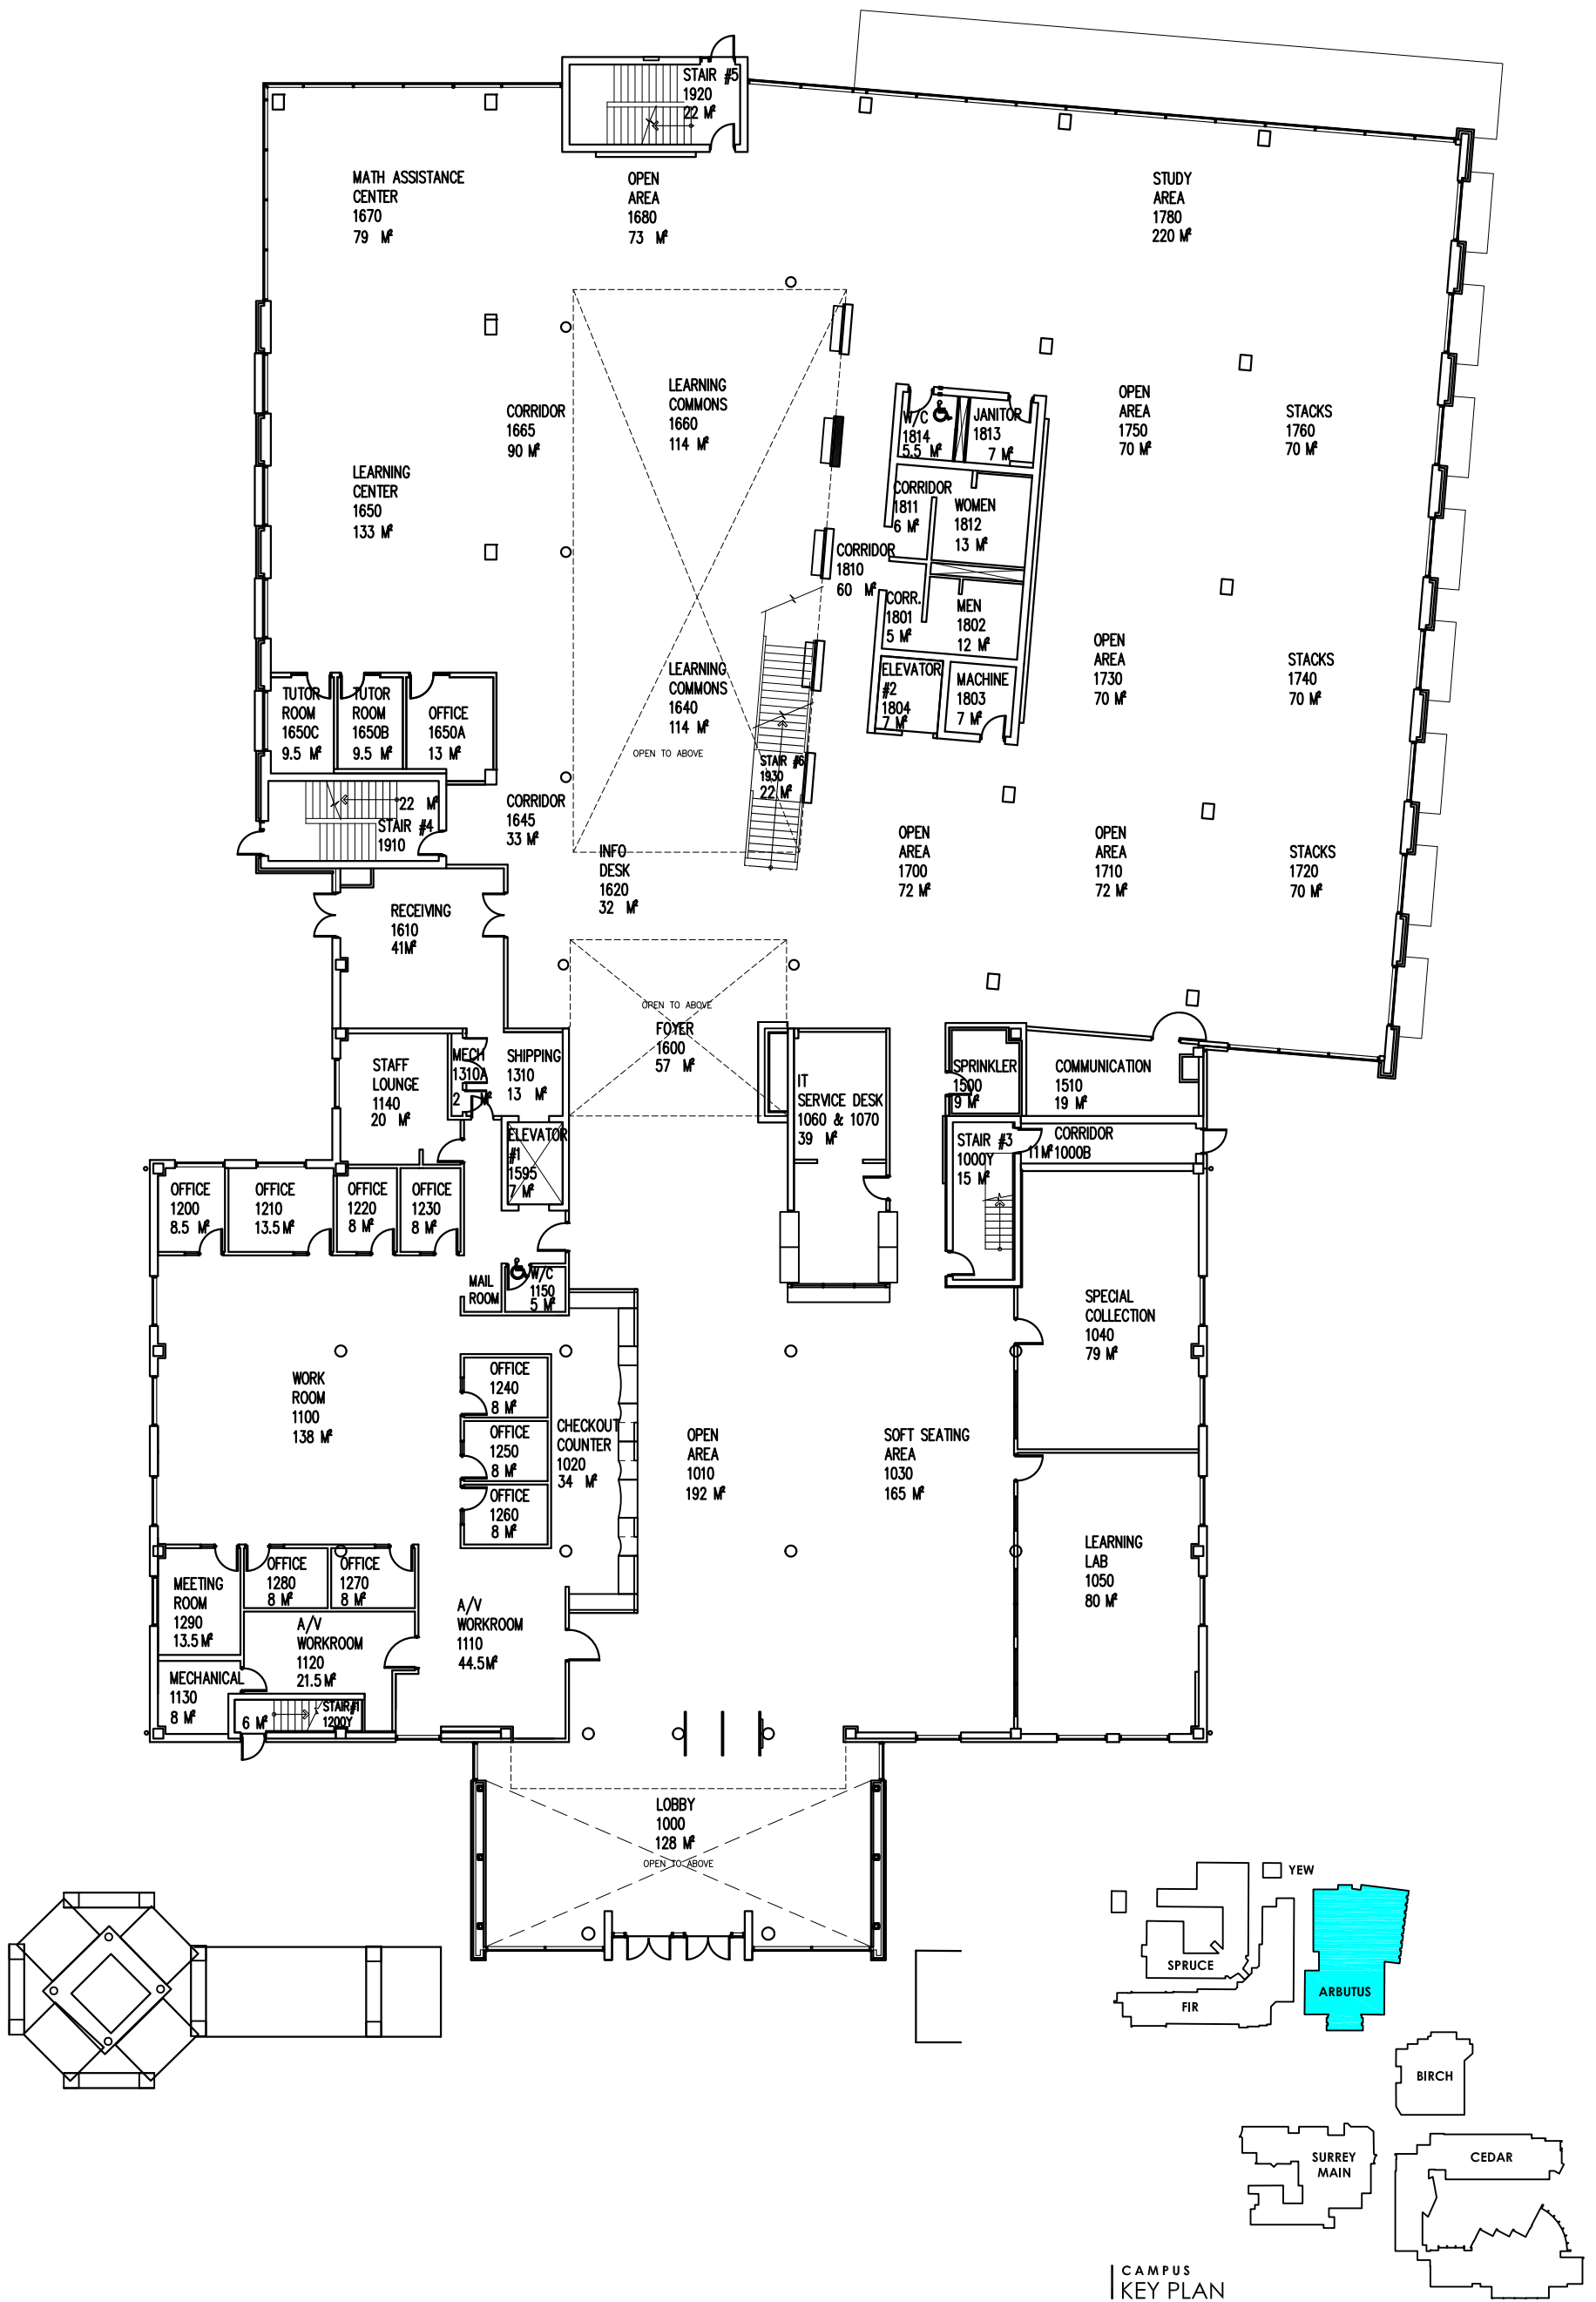 STAIR #5
1920
22 M²
MATH ASSISTANCE
CENTER
1670
79 M²
OPEN
AREA
1680
73 M²
STUDY
AREA
1780
220 M²
LEARNING
COMMONS
1660
114 M²
CORRIDOR
1665
90 M²
W/C
1814
5.5 M²
JANITOR
1813
7 M²
OPEN
AREA
1750
70 M²
STACKS
1760
70 M²
LEARNING
CENTER
1650
133 M²
CORRIDOR
1811
6 M²
WOMEN
1812
13 M²
CORRIDOR
1810
60 M²
CORR.
1801
5 M²
MEN
1802
12 M²
OPEN
AREA
1730
70 M²
STACKS
1740
70 M²
LEARNING
COMMONS
1640
114 M²
OPEN TO ABOVE
ELEVATOR
#2
1804
7 M²
MACHINE
1803
7 M²
TUTOR
ROOM
1650C
9.5 M²
TUTOR
ROOM
1650B
9.5 M²
OFFICE
1650A
13 M²
STAIR #6
1930
22 M²
22 M²
STAIR #4
1910
CORRIDOR
1645
33 M²
INFO
DESK
1620
32 M²
OPEN
AREA
1700
72 M²
OPEN
AREA
1710
72 M²
STACKS
1720
70 M²
RECEIVING
1610
41 M²
OPEN TO ABOVE
FOYER
1600
57 M²
STAFF
LOUNGE
1140
20 M²
MECH
1310A
2 M²
SHIPPING
1310
13 M²
IT
SERVICE DESK
1060 & 1070
39 M²
SPRINKLER
1500
9 M²
COMMUNICATION
1510
19 M²
ELEVATOR
#1
1595
7 M²
STAIR #3
1000Y
15 M²
CORRIDOR
11 M² 1000B
OFFICE
1200
8.5 M²
OFFICE
1210
13.5 M²
OFFICE
1220
8 M²
OFFICE
1230
8 M²
MAIL
ROOM
W/C
1150
5 M²
SPECIAL
COLLECTION
1040
79 M²
WORK
ROOM
1100
138 M²
OFFICE
1240
8 M²
OFFICE
1250
8 M²
OFFICE
1260
8 M²
CHECKOUT
COUNTER
1020
34 M²
OPEN
AREA
1010
192 M²
SOFT SEATING
AREA
1030
165 M²
LEARNING
LAB
1050
80 M²
MEETING
ROOM
1290
13.5 M²
OFFICE
1280
8 M²
OFFICE
1270
8 M²
A/V
WORKROOM
1120
21.5 M²
A/V
WORKROOM
1110
44.5 M²
MECHANICAL
1130
8 M²
6 M²
STAIR#1
1200Y
LOBBY
1000
128 M²
OPEN TO ABOVE
YEW
SPRUCE
FIR
ARBUTUS
BIRCH
SURREY
MAIN
CEDAR
CAMPUS
KEY PLAN